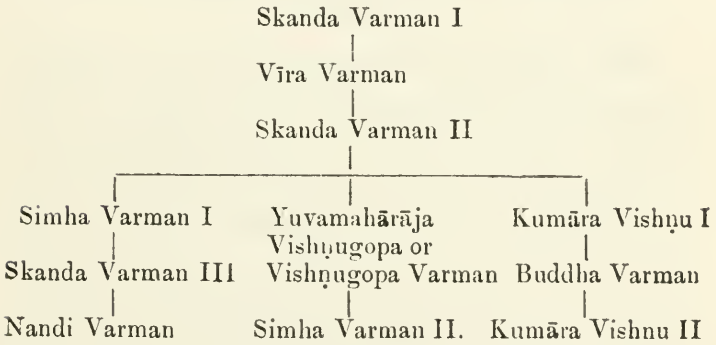 Skanda Varman I
Vīra Varman
Skanda Varman II
Simha Varman I Yuvamahārāja Kumāra Vishṇu I
Vishṇugopa or
Skanda Varman III Vishṇugopa Varman Buddha Varman
Nandi Varman Simha Varman II. Kumāra Vishnu II